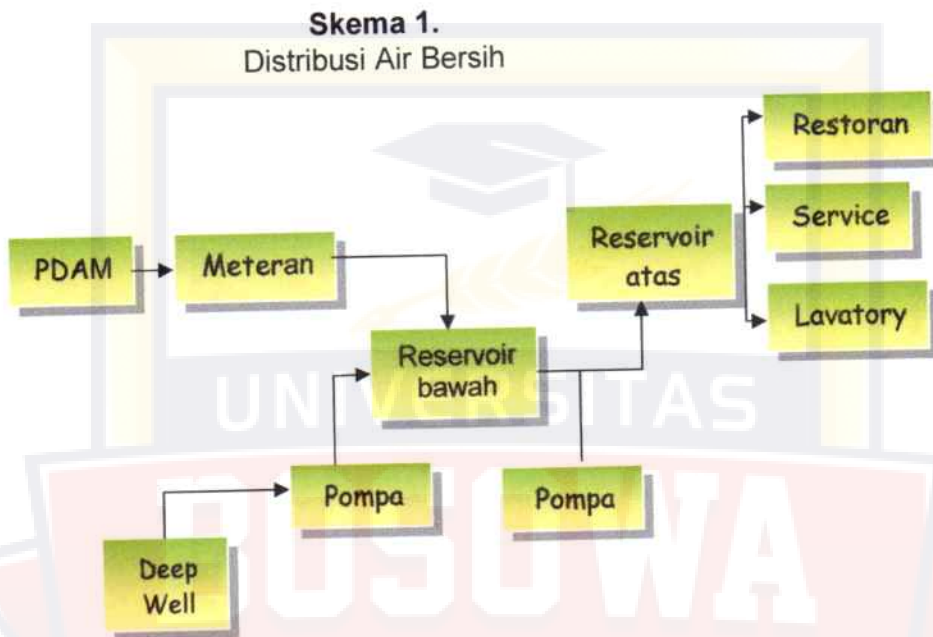 Skema 1.
Distribusi Air Bersih
Restoran
Service
Lavatory
Reservoir
atas
PDAM
Meteran
Reservoir
bawah
Pompa
Pompa
Deep
Well
UNIVERSITAS
BOSOWA